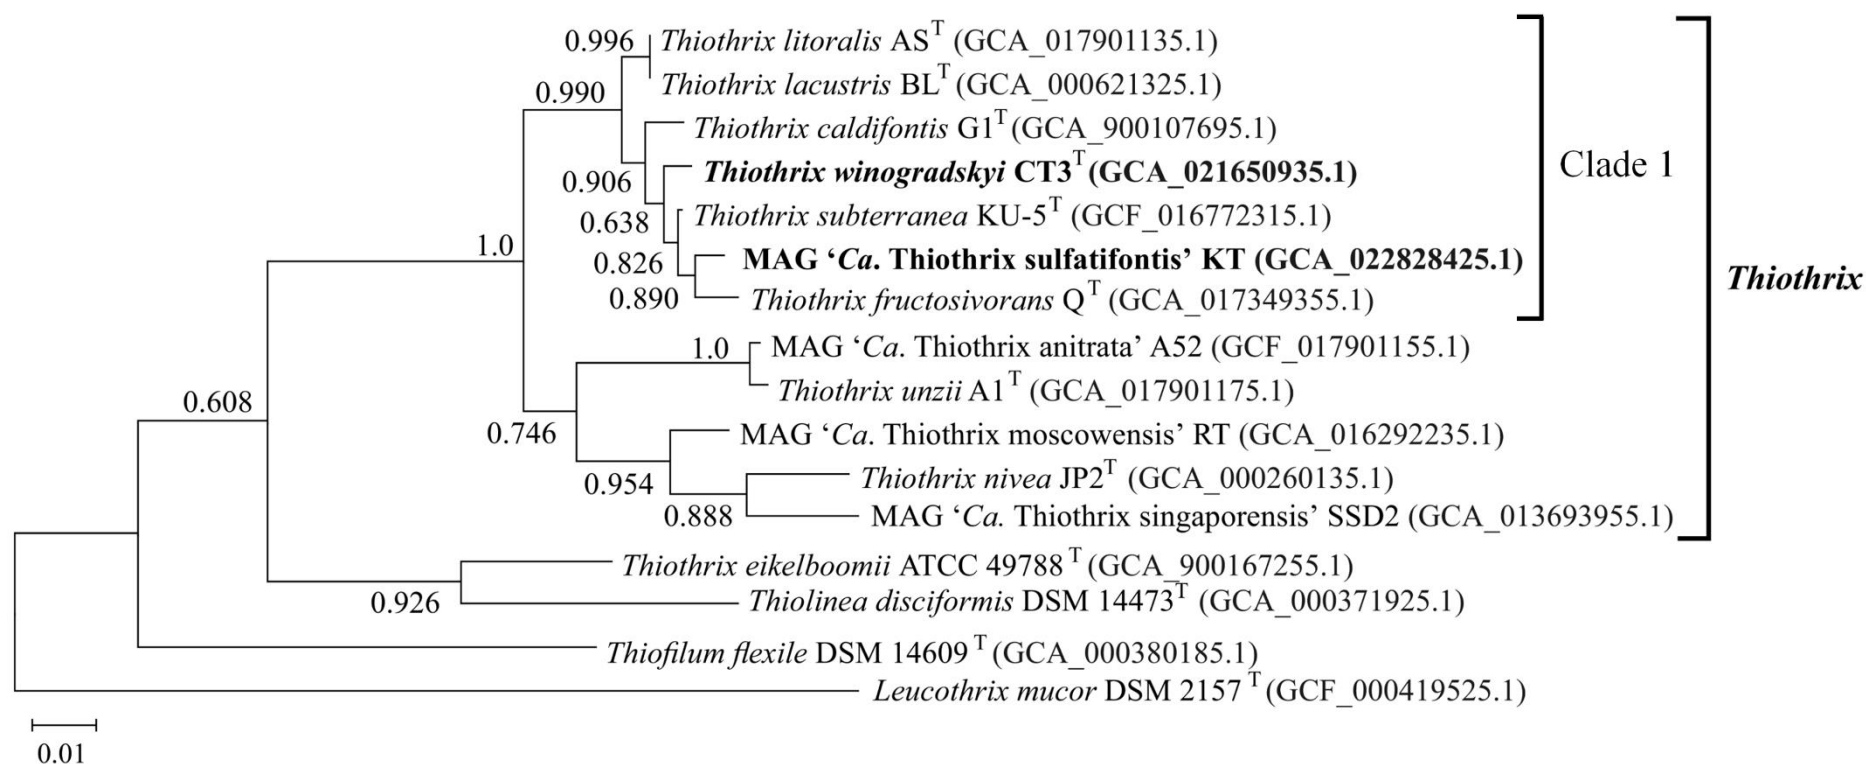 0.996 Thiothrix litoralis AS^T (GCA_017901135.1)
Thiothrix lacustris BL^T (GCA_000621325.1)
0.990
Thiothrix caldifontis G1^T (GCA_900107695.1)
Thiothrix winogradskyi CT3^T (GCA_021650935.1)
Clade 1
0.906
Thiothrix subterranea KU-5^T (GCF_016772315.1)
0.638
1.0
MAG ‘Ca. Thiothrix sulfatifontis’ KT (GCA_022828425.1)
0.826
Thiothrix
0.890
Thiothrix fructosivorans Q^T (GCA_017349355.1)
1.0
MAG ‘Ca. Thiothrix anitrata’ A52 (GCF_017901155.1)
Thiothrix unzii A1^T (GCA_017901175.1)
0.608
0.746
MAG ‘Ca. Thiothrix moscowensis’ RT (GCA_016292235.1)
0.954
Thiothrix nivea JP2^T (GCA_000260135.1)
0.888
MAG ‘Ca. Thiothrix singaporensis’ SSD2 (GCA_013693955.1)
Thiothrix eikelboomii ATCC 49788^T (GCA_900167255.1)
0.926
Thiolinea disciformis DSM 14473^T (GCA_000371925.1)
Thiofilum flexile DSM 14609^T (GCA_000380185.1)
Leucothrix mucor DSM 2157^T (GCF_000419525.1)
0.01